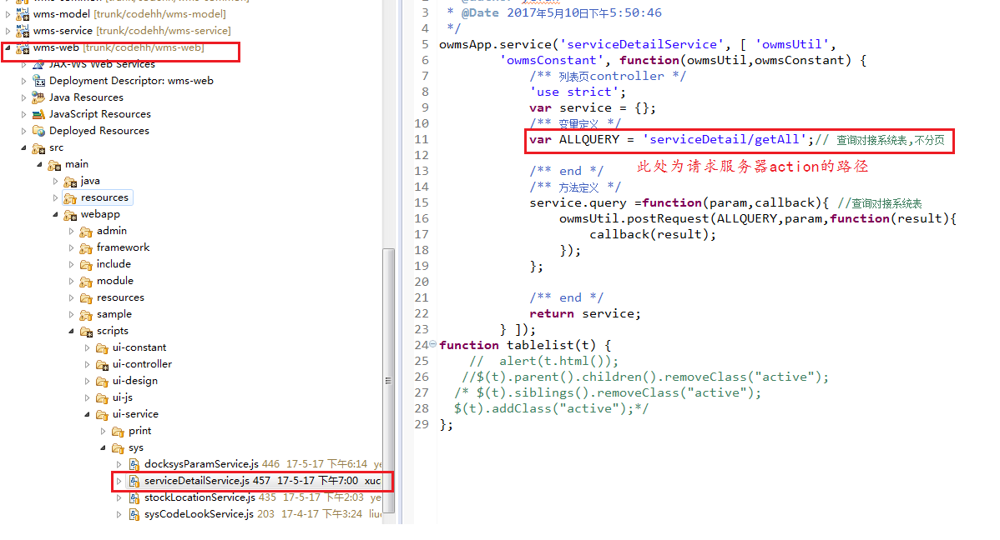 wms-model [trunk/codehh/wms-model]
wms-service [trunk/codehh/wms-service]
wms-web [trunk/codehh/wms-web]
JAX-WS Web Services
Deployment Descriptor: wms-web
Java Resources
JavaScript Resources
Deployed Resources
src
main
java
resources
webapp
admin
framework
include
module
resources
sample
scripts
ui-constant
ui-controller
ui-design
ui-js
ui-service
print
sys
docksysParamService.js 446 17-5-17 下午6:14 ye
serviceDetailService.js 457 17-5-17 下午7:00 xuc
stockLocationService.js 435 17-5-17 下午2:03 ye
sysCodeLookService.js 203 17-4-17 下午3:24 liu
3 * @Date 2017年5月10日下午5:50:46
4 */
5 owmsApp.service('serviceDetailService', [ 'owmsUtil',
6 'owmsConstant', function(owmsUtil,owmsConstant) {
7 /** 列表页controller */
8 'use strict';
9 var service = {};
10 /** 变量定义 */
11 var ALLQUERY = 'serviceDetail/getAll';// 查询对接系统表,不分页
12
此处为请求服务器action的路径
13 /** end */
14 /** 方法定义 */
15 service.query =function(param,callback){ //查询对接系统表
16 owmsUtil.postRequest(ALLQUERY,param,function(result){
17 callback(result);
18 });
19 };
20
21 /** end */
22 return service;
23 } ]);
24 function tablelist(t) {
25 // alert(t.html());
26 //$(t).parent().children().removeClass("active");
27 /* $(t).siblings().removeClass("active");
28 $(t).addClass("active");*/
29 };